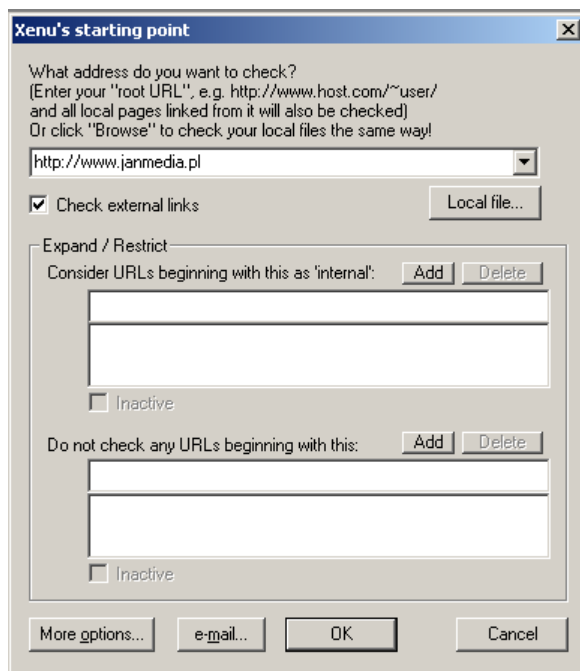 Xenu's starting point
What address do you want to check?
(Enter your "root URL", e.g. http://www.host.com/~user/
and all local pages linked from it will also be checked)
Or click "Browse" to check your local files the same way!
http://www.janmedia.pl
Check external links
Local file...
Expand / Restrict
Consider URLs beginning with this as 'internal': Add Delete
Inactive
Do not check any URLs beginning with this: Add Delete
Inactive
More options... e-mail... OK Cancel